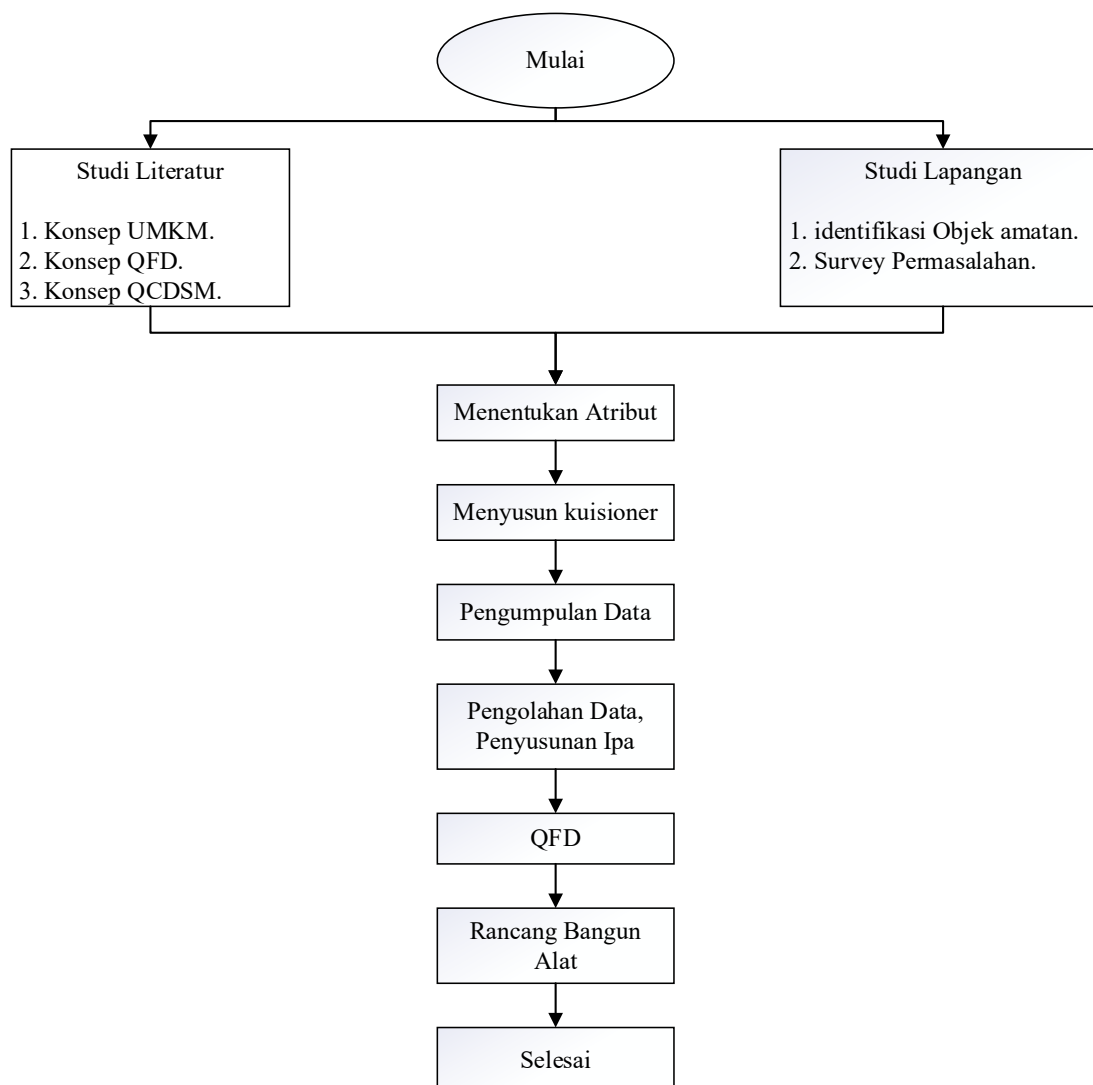 Mulai
Studi Literatur
1. Konsep UMKM.
2. Konsep QFD.
3. Konsep QCDSM.
Studi Lapangan
1. identifikasi Objek amatan.
2. Survey Permasalahan.
Menentukan Atribut
Menyusun kuisioner
Pengumpulan Data
Pengolahan Data,
Penyusunan Ipa
QFD
Rancang Bangun
Alat
Selesai